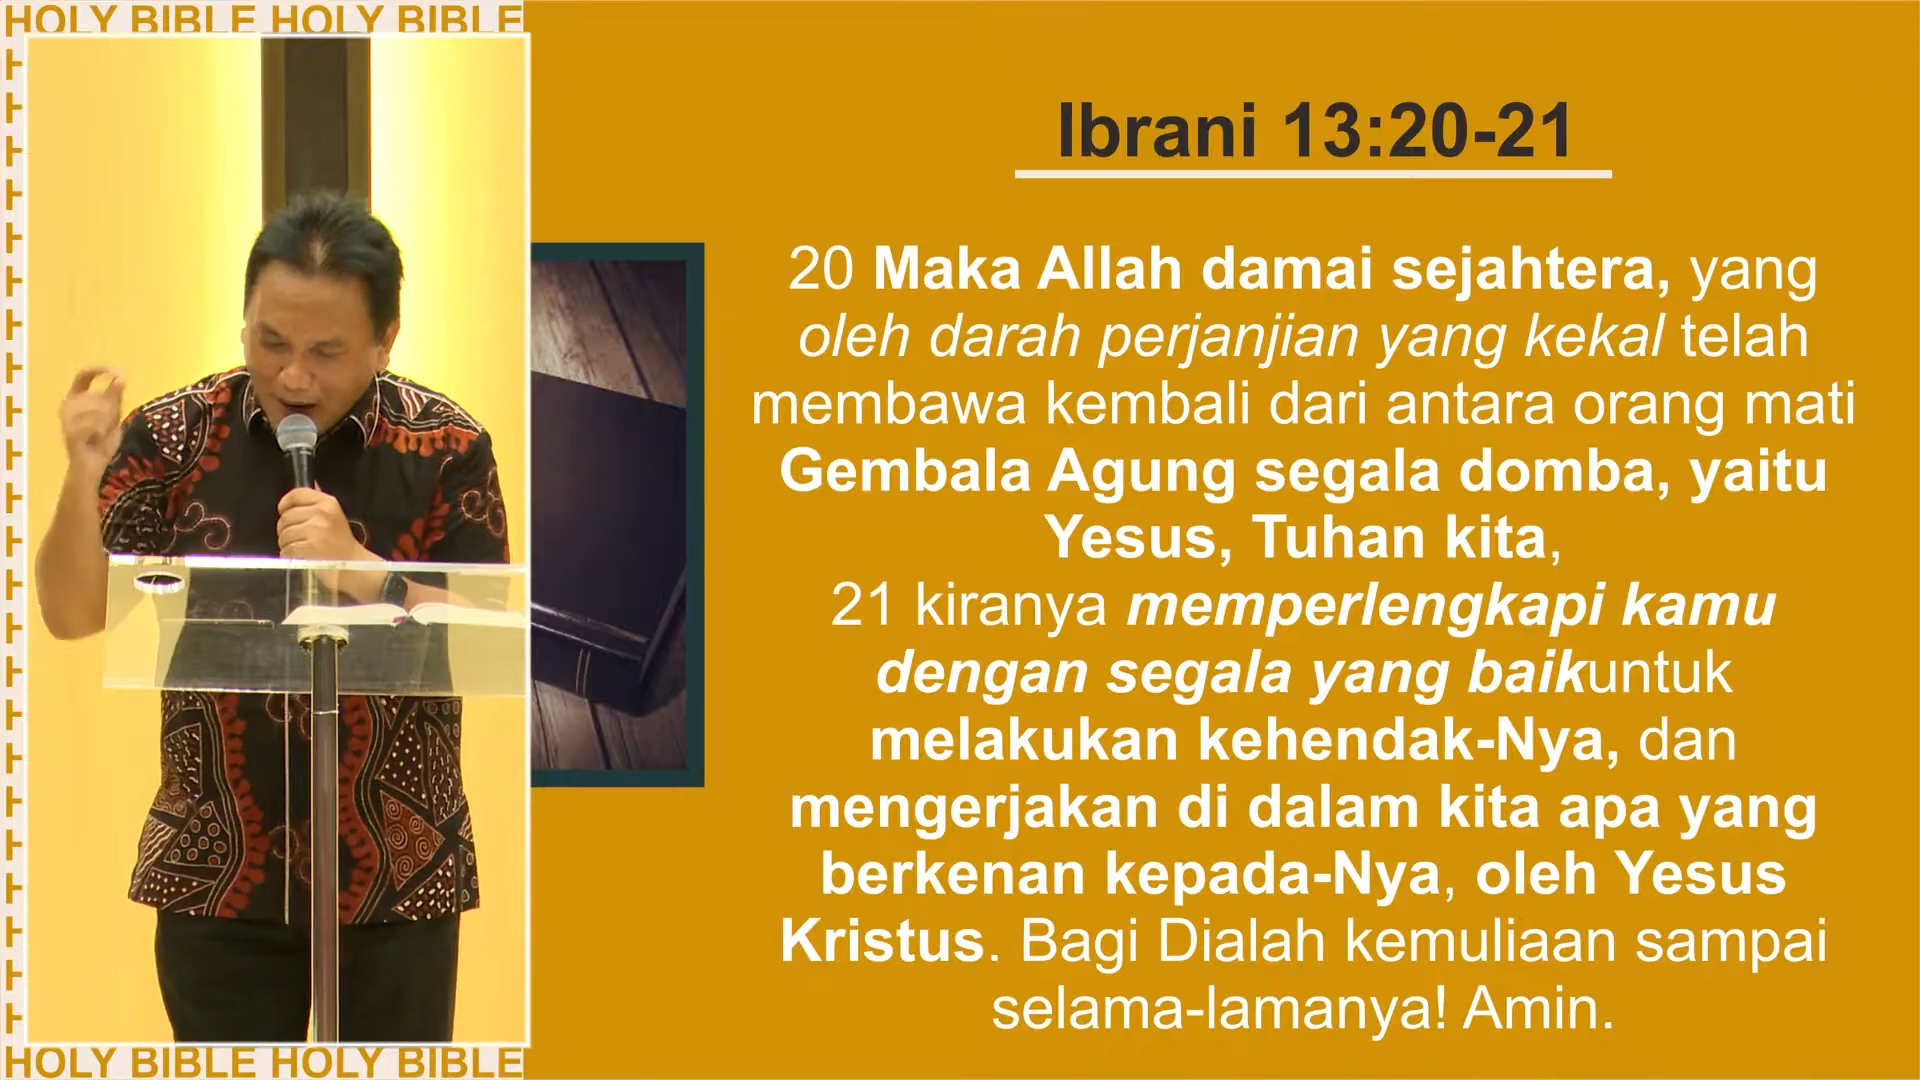 HOLY BIBLE HOLY BIBLE
Ibrani 13:20-21
20 Maka Allah damai sejahtera, yang
oleh darah perjanjian yang kekal telah
membawa kembali dari antara orang mati
Gembala Agung segala domba, yaitu
Yesus, Tuhan kita,
21 kiranya memperlengkapi kamu
dengan segala yang baikuntuk
melakukan kehendak-Nya, dan
mengerjakan di dalam kita apa yang
berkenan kepada-Nya, oleh Yesus
Kristus. Bagi Dialah kemuliaan sampai
selama-lamanya! Amin.
HOLY BIBLE HOLY BIBLE